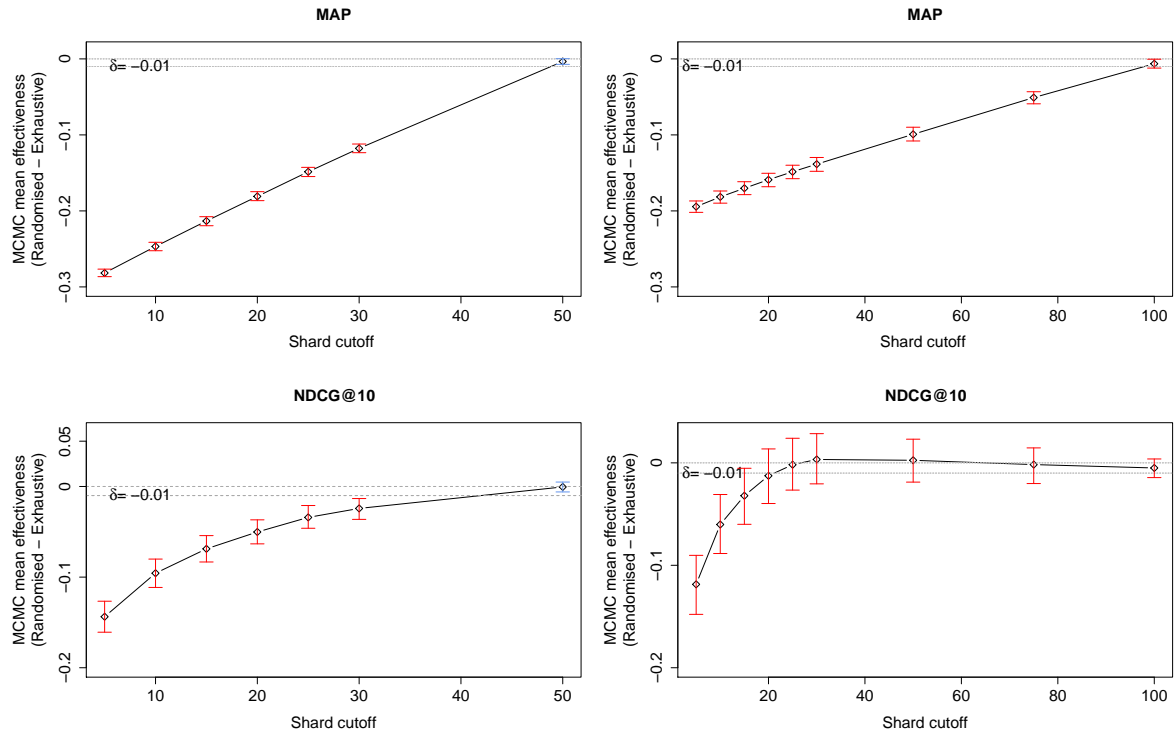 MAP
MCMC mean effectiveness
(Randomised − Exhaustive)
0
−0.1
−0.2
−0.3
δ= −0.01
10
20
30
40
50
Shard cutoff
MAP
MCMC mean effectiveness
(Randomised − Exhaustive)
0
−0.1
−0.2
−0.3
δ= −0.01
20
40
60
80
100
Shard cutoff
NDCG@10
MCMC mean effectiveness
(Randomised − Exhaustive)
0.05
0
−0.1
−0.2
δ= −0.01
10
20
30
40
50
Shard cutoff
NDCG@10
MCMC mean effectiveness
(Randomised − Exhaustive)
0
−0.1
−0.2
δ= −0.01
20
40
60
80
100
Shard cutoff